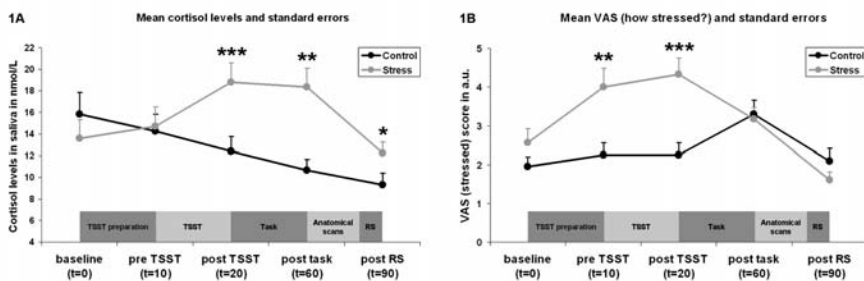 1A
Mean cortisol levels and standard errors
Cortisol levels in saliva in nmol/L
22
20
18
16
14
12
10
8
6
4
***
**
*
Control
Stress
TSST preparation
TSST
Task
Anatomical
scans
RS
baseline
(t=0)
pre TSST
(t=10)
post TSST
(t=20)
post task
(t=60)
post RS
(t=90)
1B
Mean VAS (how stressed?) and standard errors
VAS (stressed) score in a.u.
5
4
3
2
1
0
**
***
Control
Stress
TSST preparation
TSST
Task
Anatomical
scans
RS
baseline
(t=0)
pre TSST
(t=10)
post TSST
(t=20)
post task
(t=60)
post RS
(t=90)